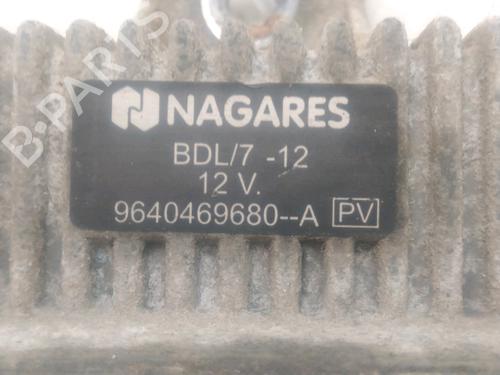 NAGARES
BDL/7 -12
12 V.
9640469680--A PV
B-PARTS